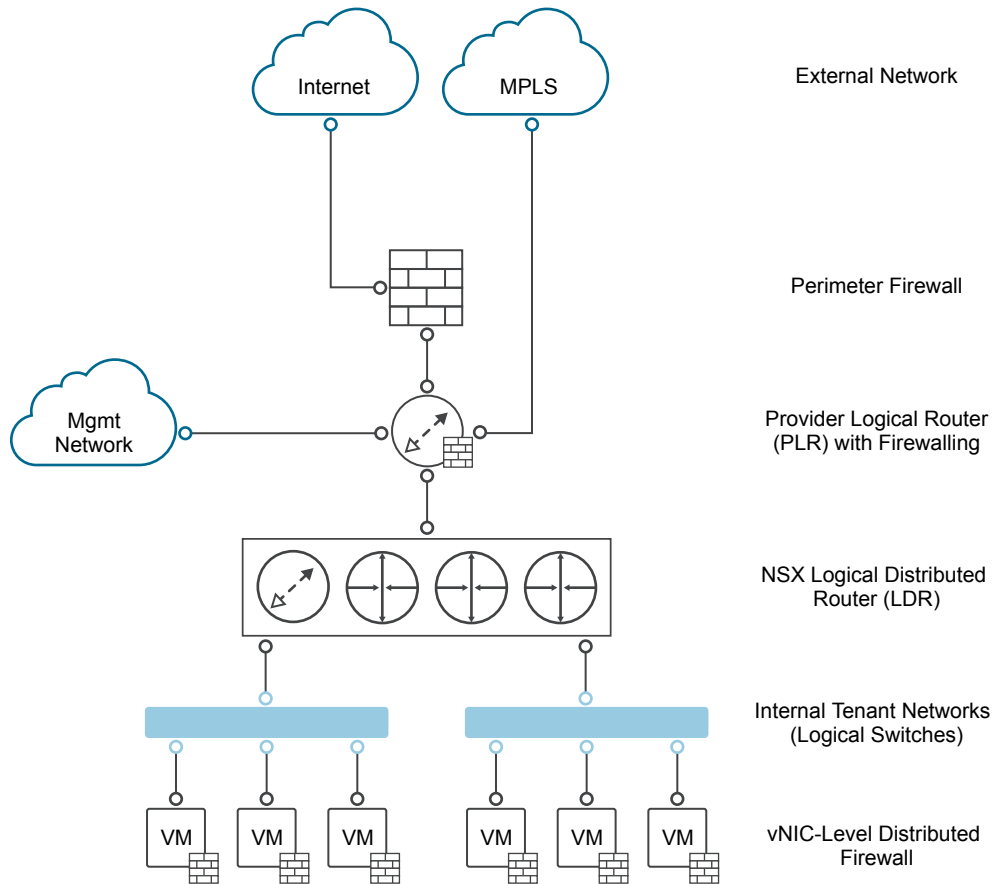 Internet
MPLS
External Network
Perimeter Firewall
Mgmt
Network
Provider Logical Router
(PLR) with Firewalling
NSX Logical Distributed
Router (LDR)
Internal Tenant Networks
(Logical Switches)
VM
VM
VM
VM
VM
VM
vNIC-Level Distributed
Firewall